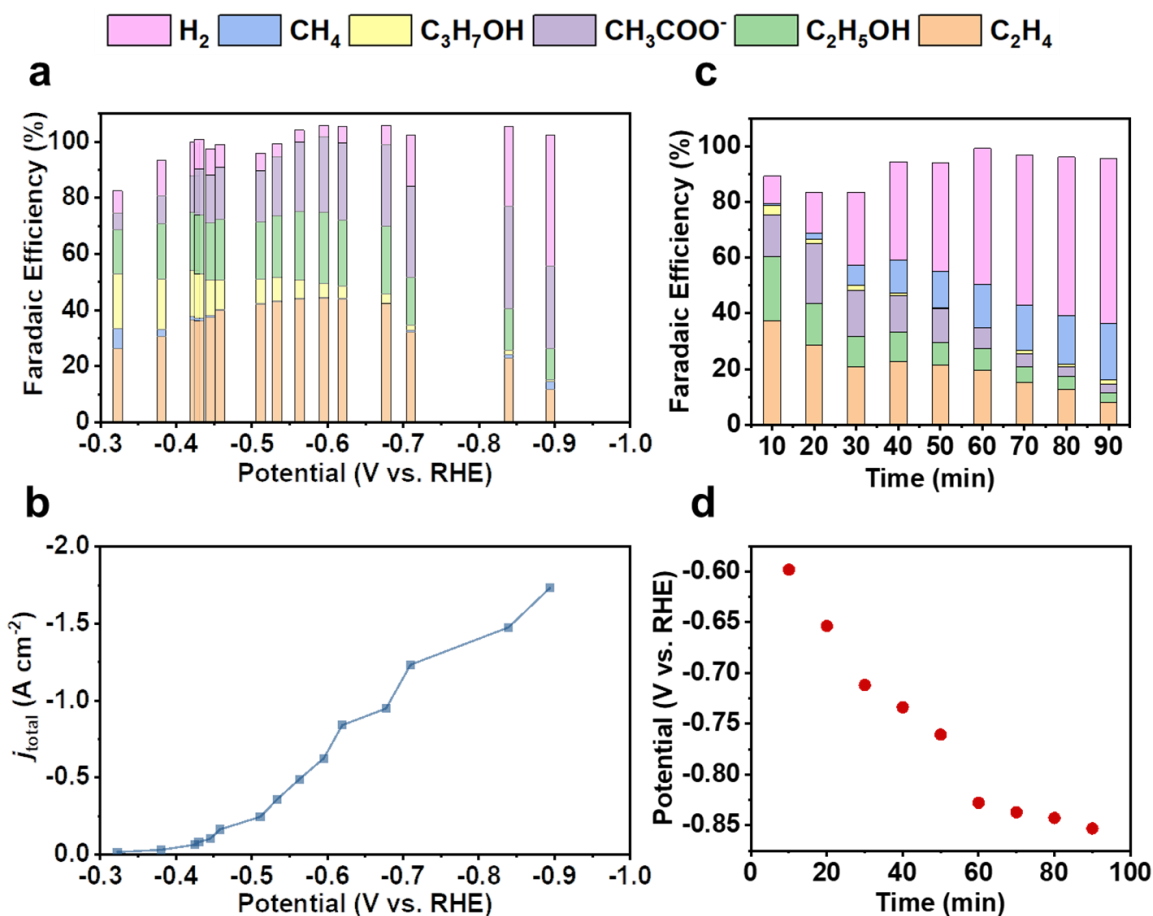 H₂ CH₄ C₃H₇OH CH₃COO⁻ C₂H₅OH C₂H₄
a
Faradaic Efficiency (%)
100
80
60
40
20
0
-0.3 -0.4 -0.5 -0.6 -0.7 -0.8 -0.9 -1.0
Potential (V vs. RHE)
c
Faradaic Efficiency (%)
100
80
60
40
20
0
10 20 30 40 50 60 70 80 90
Time (min)
b
j_total (A cm⁻²)
-2.0
-1.5
-1.0
-0.5
0.0
-0.3 -0.4 -0.5 -0.6 -0.7 -0.8 -0.9 -1.0
Potential (V vs. RHE)
d
Potential (V vs. RHE)
-0.60
-0.65
-0.70
-0.75
-0.80
-0.85
0 20 40 60 80 100
Time (min)